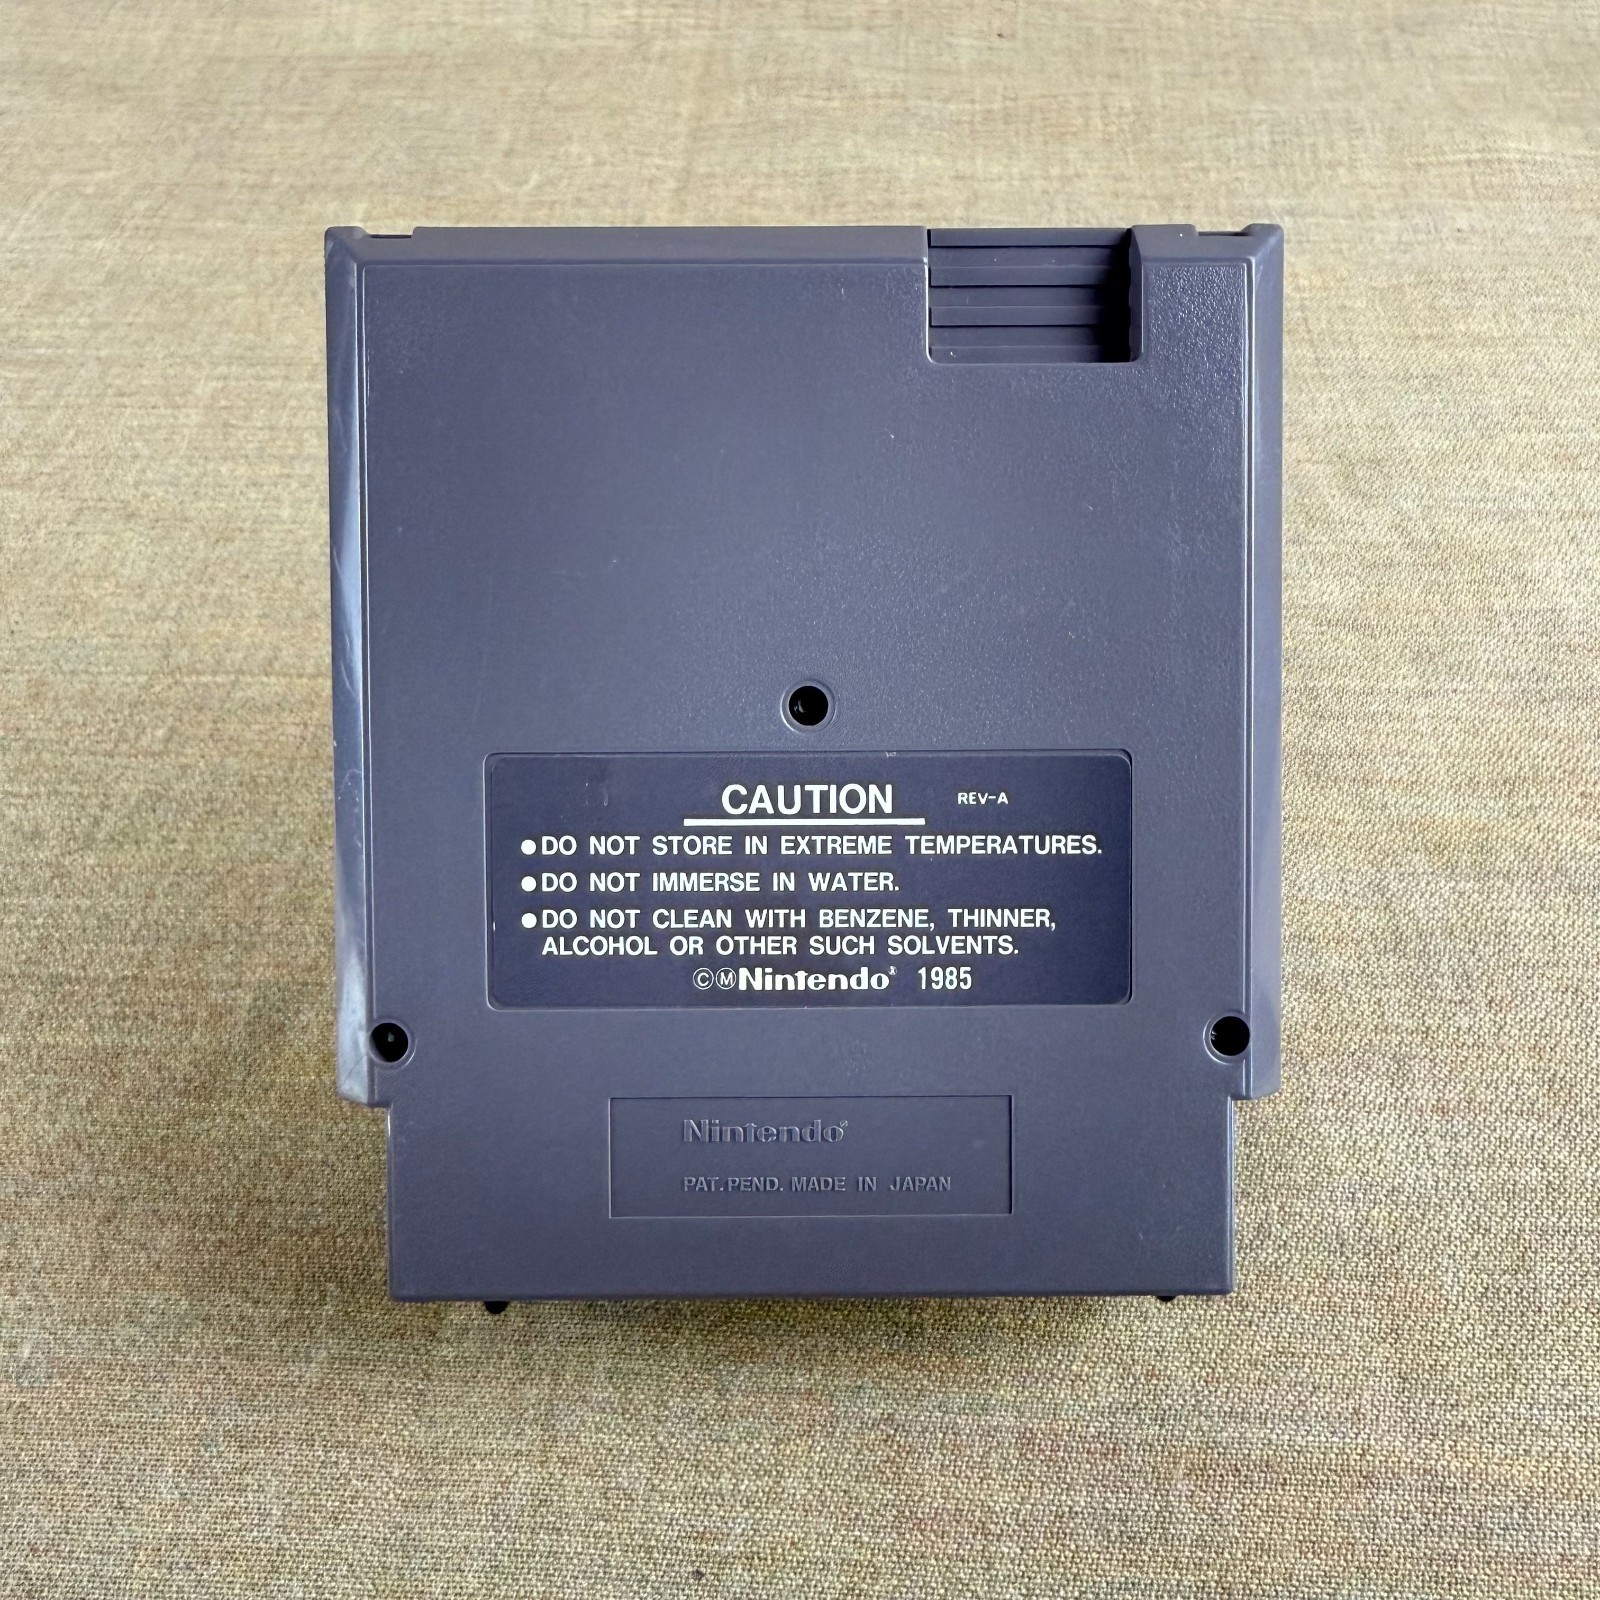 CAUTION REV-A
●DO NOT STORE IN EXTREME TEMPERATURES.
●DO NOT IMMERSE IN WATER.
●DO NOT CLEAN WITH BENZENE, THINNER,
ALCOHOL OR OTHER SUCH SOLVENTS.
ⒸⓂNintendo® 1985
Nintendo®
PAT.PEND. MADE IN JAPAN